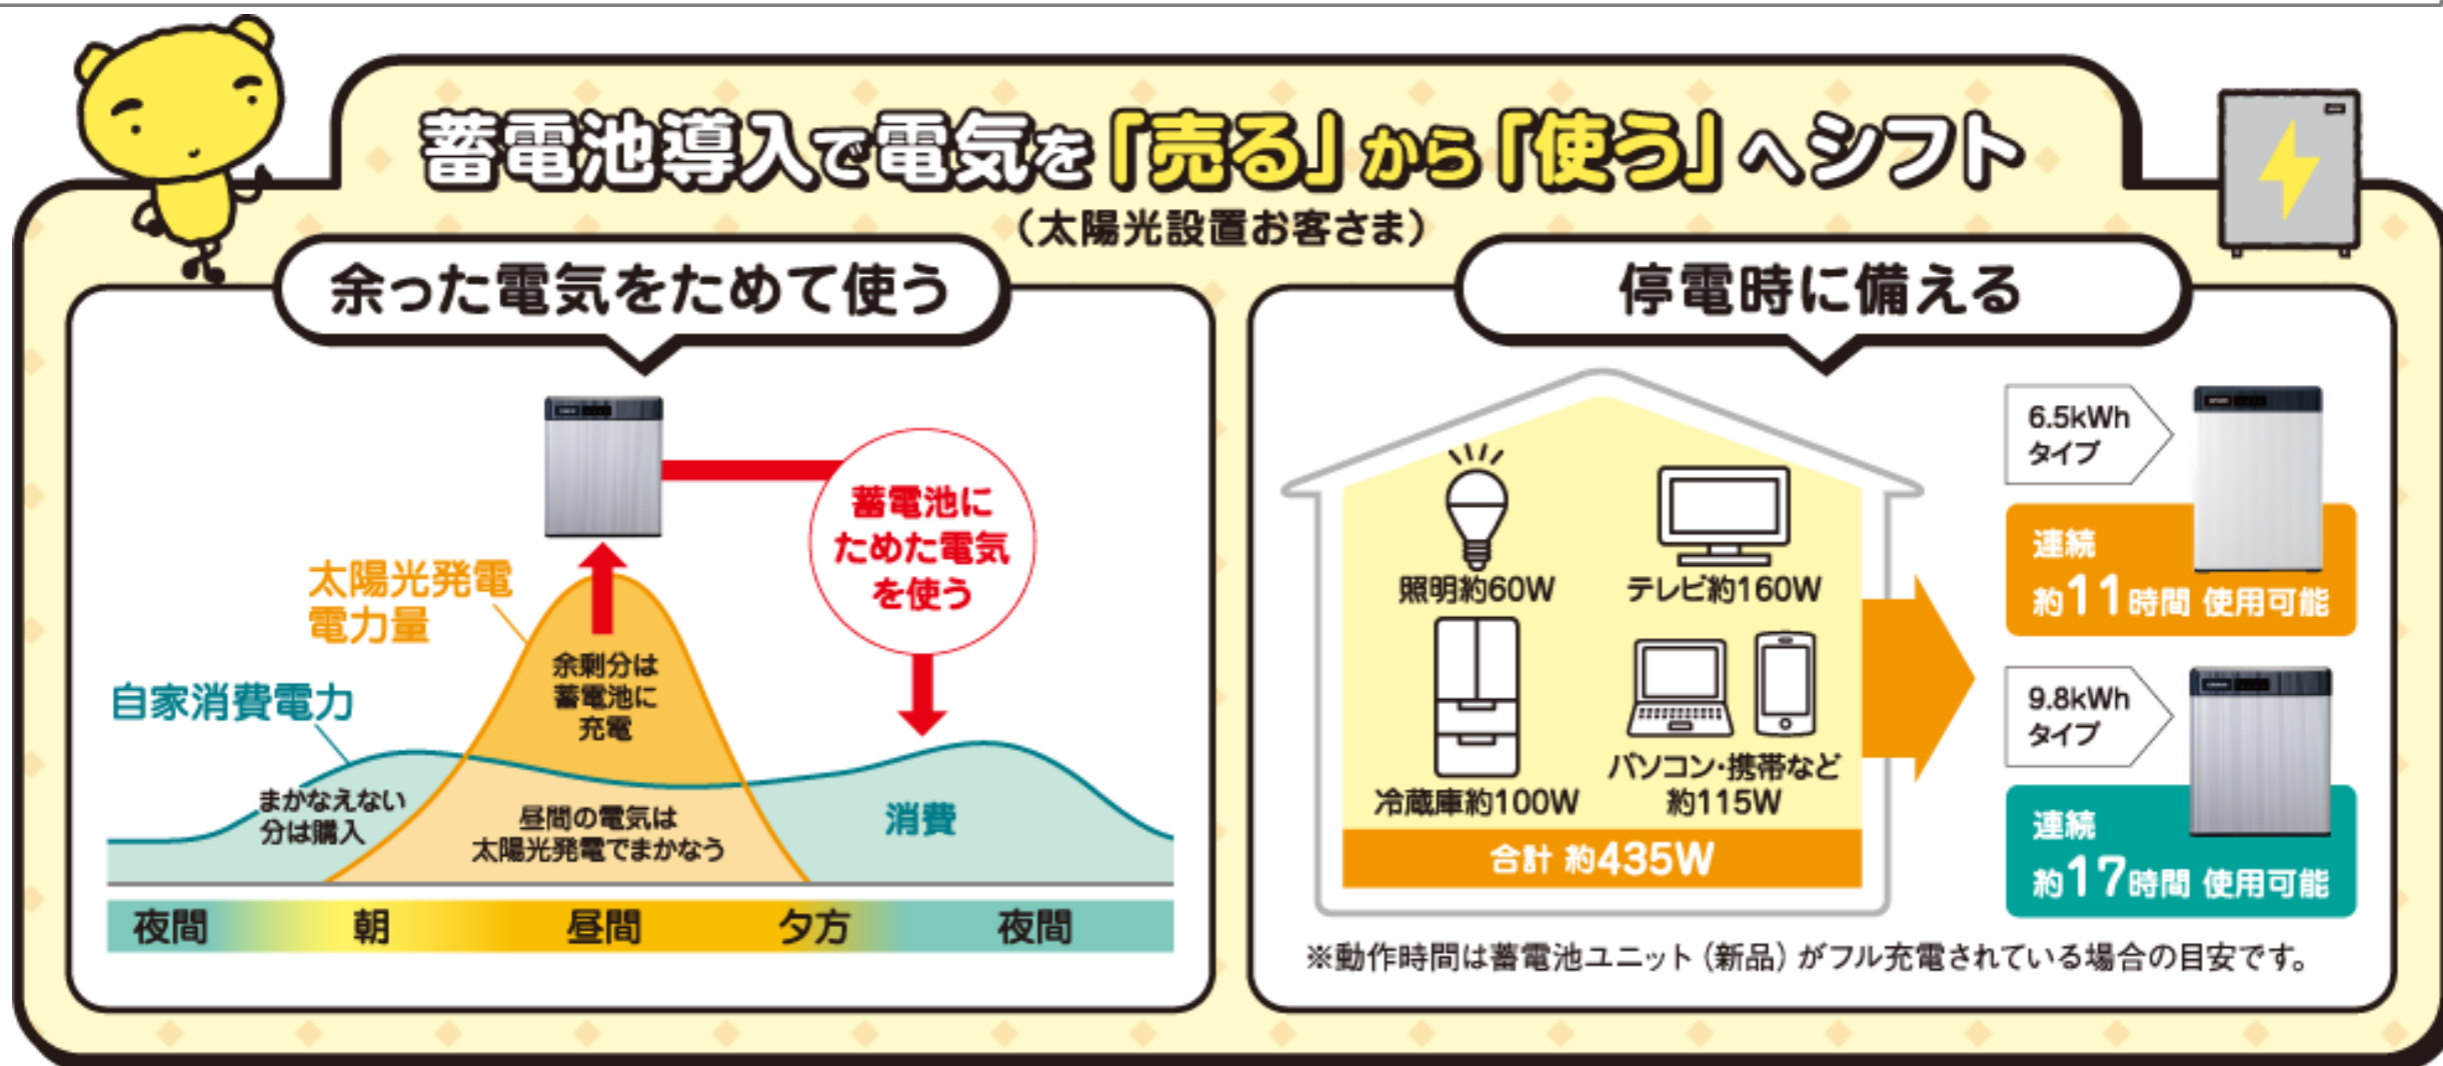 蓄電池導入で電気を「売る」から「使う」へシフト
（太陽光設置お客さま）
余った電気をためて使う
蓄電池に
ためた電気
を使う
太陽光発電
電力量
自家消費電力
余剰分は
蓄電池に
充電
まかなえない
分は購入
昼間の電気は
太陽光発電でまかなう
消費
夜間 朝 昼間 夕方 夜間
停電時に備える
照明約60W
テレビ約160W
冷蔵庫約100W
パソコン・携帯など
約115W
合計 約435W
6.5kWh
タイプ
連続
約11時間 使用可能
9.8kWh
タイプ
連続
約17時間 使用可能
※動作時間は蓄電池ユニット（新品）がフル充電されている場合の目安です。